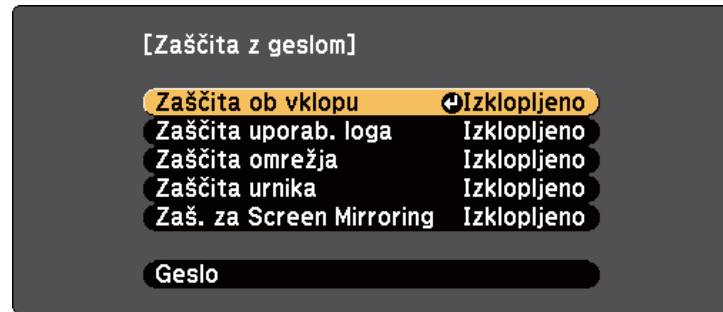 [Zaščita z geslom]
Zaščita ob vklopu Izklopljeno
Zaščita uporab. loga Izklopljeno
Zaščita omrežja Izklopljeno
Zaščita urnika Izklopljeno
Zaš. za Screen Mirroring Izklopljeno
Geslo